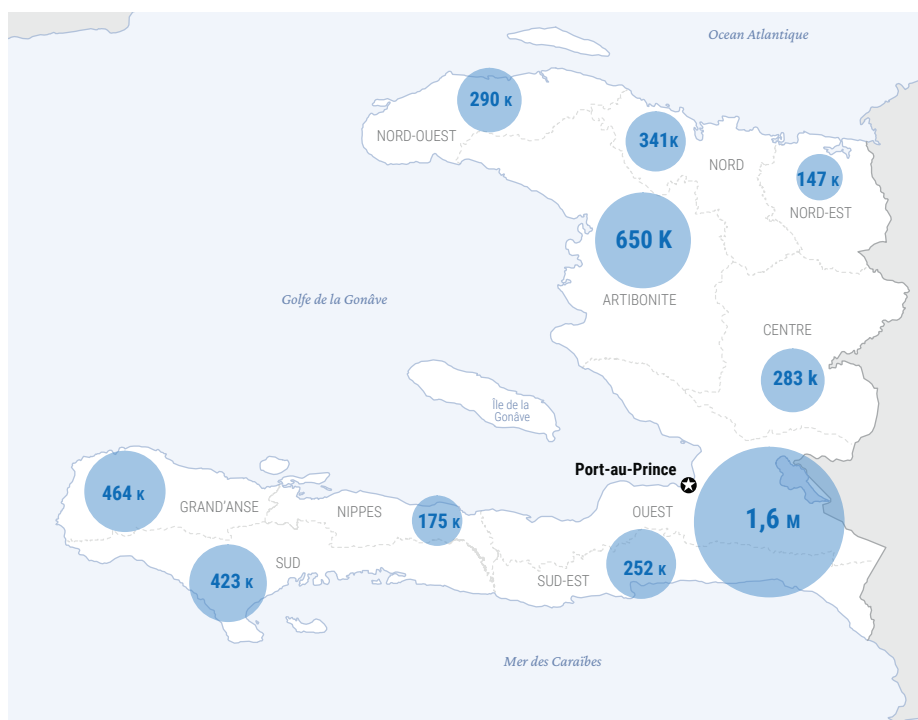 Ocean Atlantique
290 K
NORD-OUEST
341K
NORD
147 K
NORD-EST
650 K
ARTIBONITE
Golfe de la Gonâve
CENTRE
283 k
Île de la
Gonâve
Port-au-Prince
464 K
GRAND'ANSE
NIPPES
175 K
OUEST
1,6 M
SUD
423 K
SUD-EST
252 K
Mer des Caraïbes